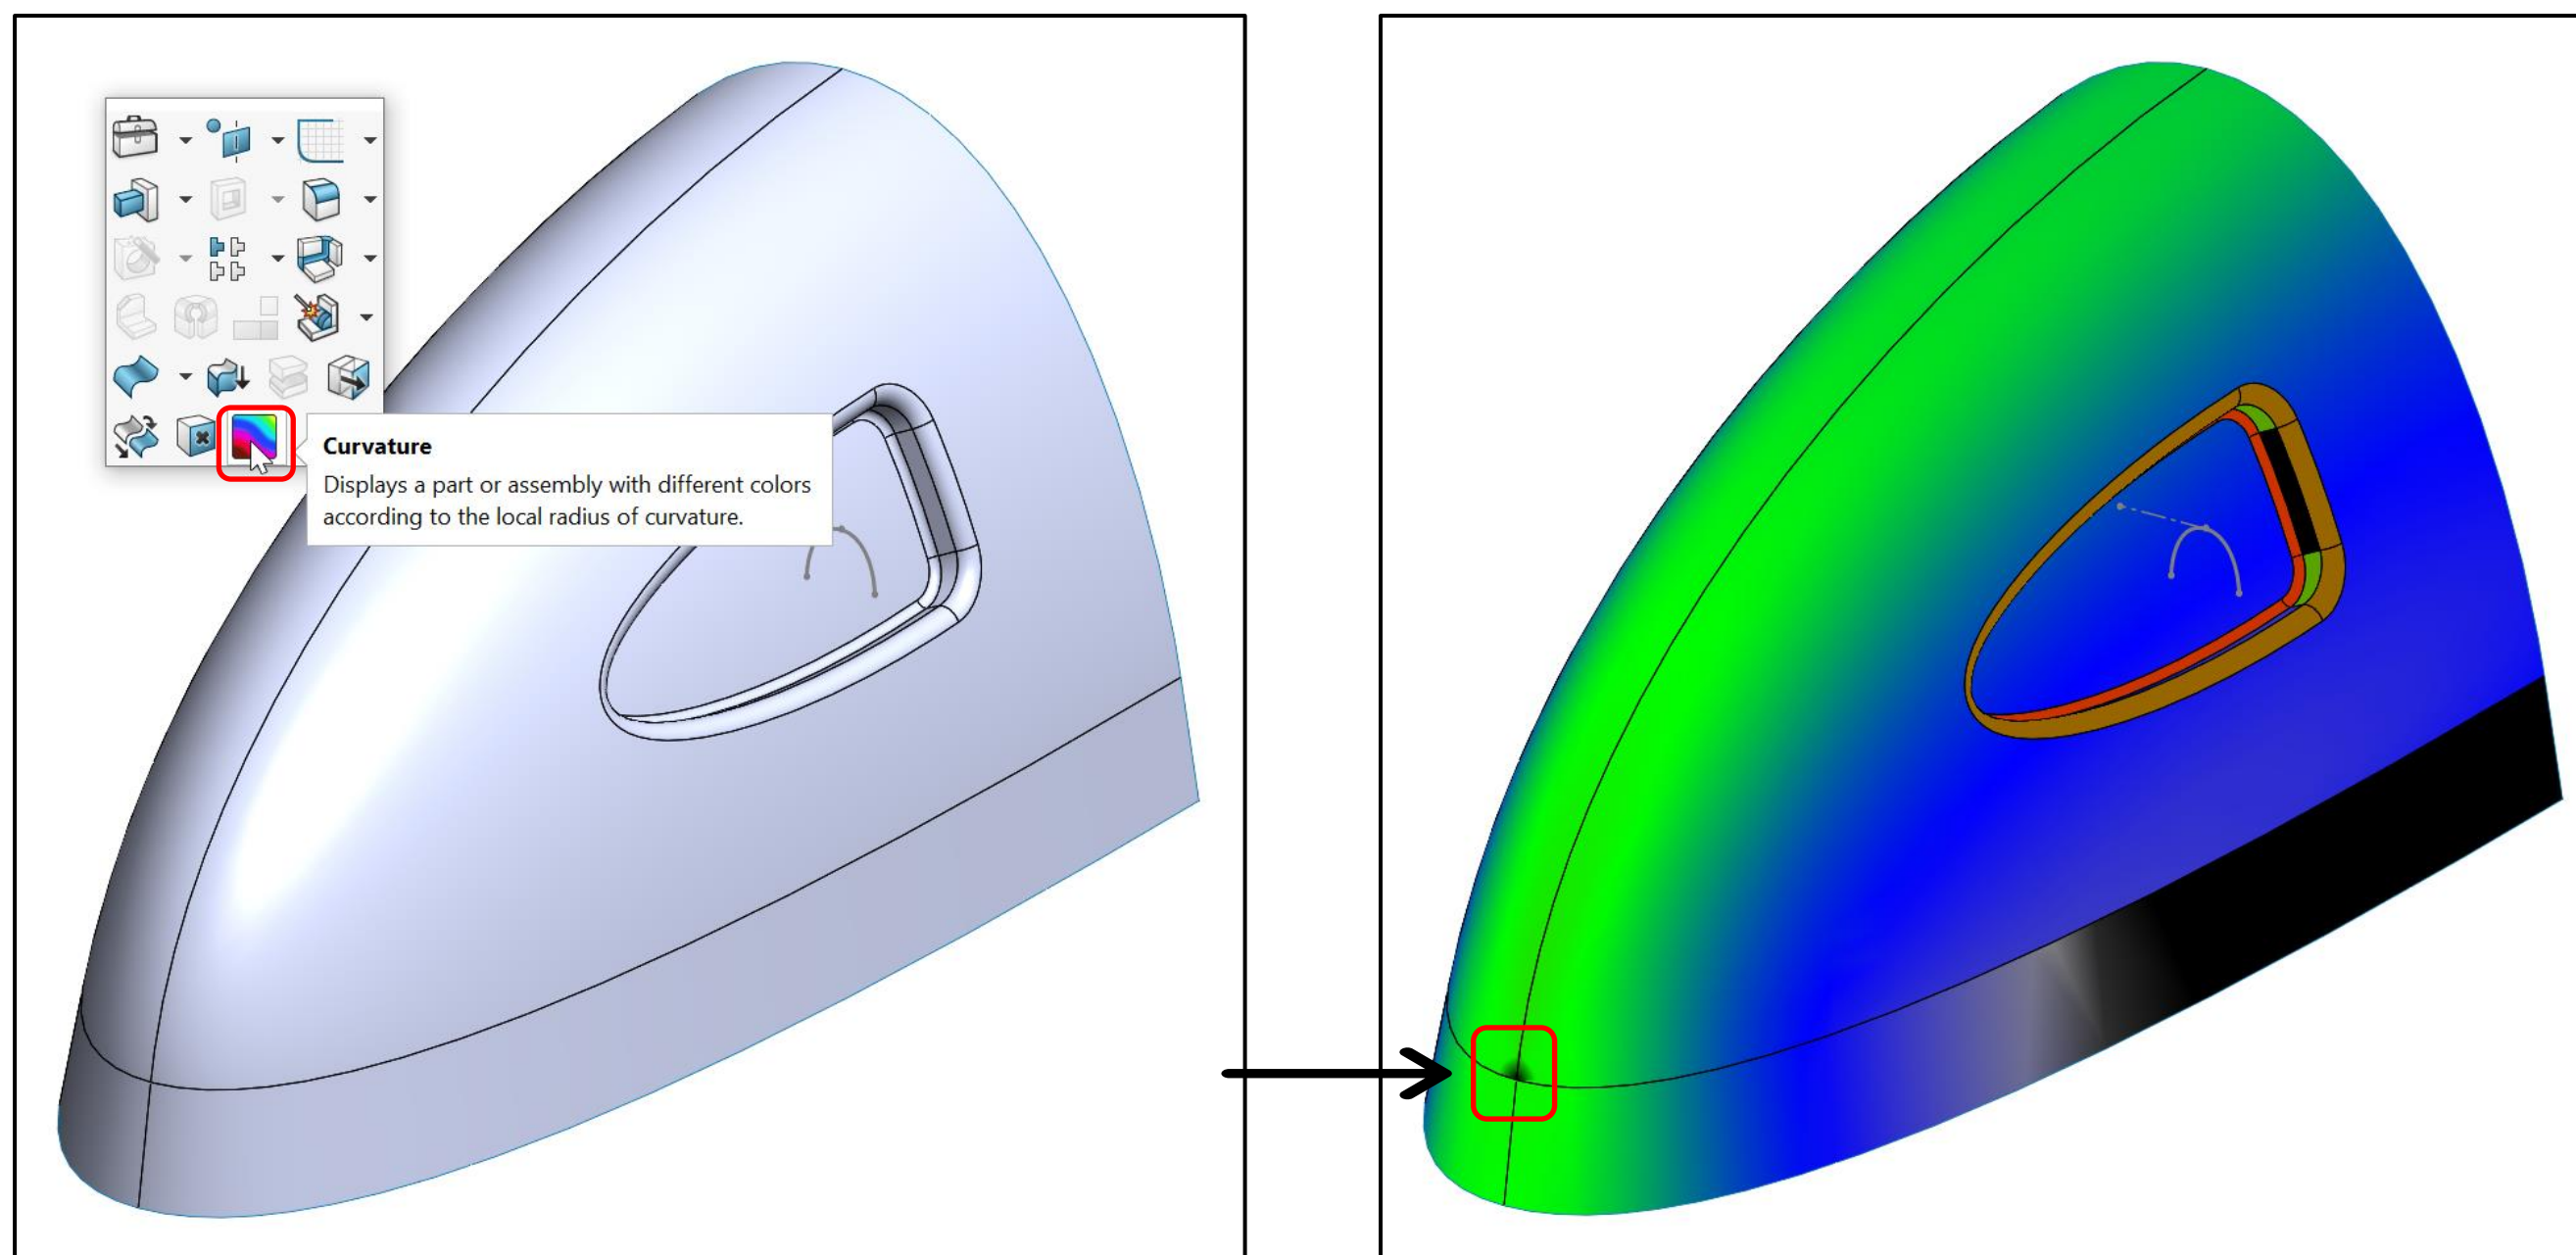 Curvature
Displays a part or assembly with different colors
according to the local radius of curvature.